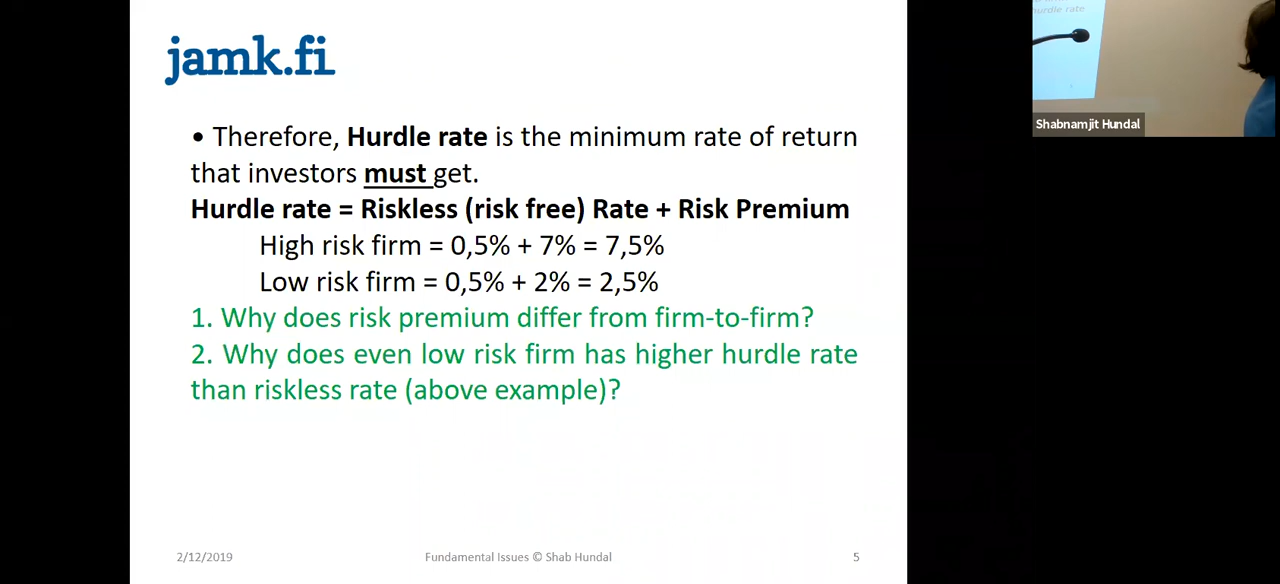 jamk.fi
• Therefore, Hurdle rate is the minimum rate of return
that investors must get.
Hurdle rate = Riskless (risk free) Rate + Risk Premium
High risk firm = 0,5% + 7% = 7,5%
Low risk firm = 0,5% + 2% = 2,5%
1. Why does risk premium differ from firm-to-firm?
2. Why does even low risk firm has higher hurdle rate
than riskless rate (above example)?
2/12/2019
Fundamental Issues © Shab Hundal
5
hurdle rate
Shabnamjit Hundal